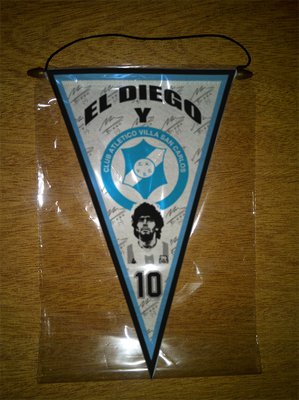 EL DIEGO
Y
CLUB ATLETICO VILLA SAN CARLOS
10